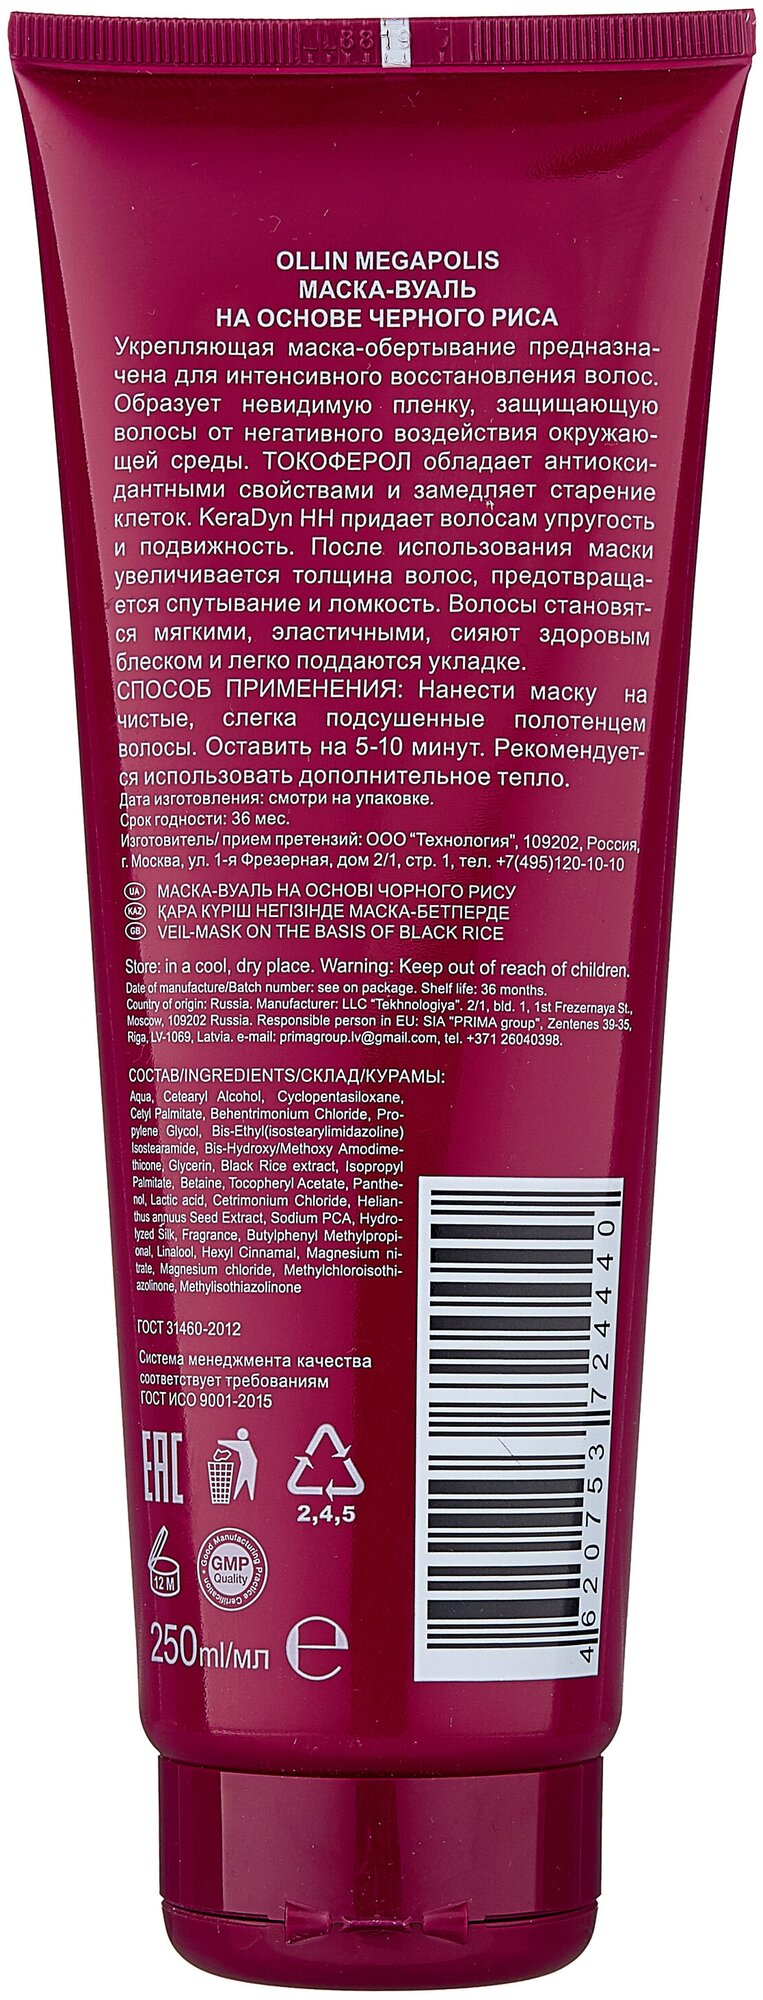 OLLIN MEGAPOLIS
МАСКА-ВУАЛЬ
НА ОСНОВЕ ЧЕРНОГО РИСА
Укрепляющая маска-обертывание предназна-
чена для интенсивного восстановления волос.
Образует невидимую пленку, защищающую
волосы от негативного воздействия окружаю-
щей среды. ТОКОФЕРОЛ обладает антиокси-
дантными свойствами и замедляет старение
клеток. KeraDyn HH придает волосам упругость
и подвижность. После использования маски
увеличивается толщина волос, предотвраща-
ется спутывание и ломкость. Волосы становят-
ся мягкими, эластичными, сияют здоровым
блеском и легко поддаются укладке.
СПОСОБ ПРИМЕНЕНИЯ: Нанести маску на
чистые, слегка подсушенные полотенцем
волосы. Оставить на 5-10 минут. Рекомендует-
ся использовать дополнительное тепло.
Дата изготовления: смотри на упаковке.
Срок годности: 36 мес.
Изготовитель/ прием претензий: ООО "Технология", 109202, Россия,
г. Москва, ул. 1-я Фрезерная, дом 2/1, стр. 1, тел. +7(495)120-10-10
UA МАСКА-ВУАЛЬ НА ОСНОВІ ЧОРНОГО РИСУ
KAZ ҚАРА КҮРІШ НЕГІЗІНДЕ МАСКА-БЕТПЕРДЕ
GB VEIL-MASK ON THE BASIS OF BLACK RICE
Store: in a cool, dry place. Warning: Keep out of reach of children.
Date of manufacture/Batch number: see on package. Shelf life: 36 months.
Country of origin: Russia. Manufacturer: LLC "Tekhnologiya". 2/1, bld. 1, 1st Frezernaya St.,
Moscow, 109202 Russia. Responsible person in EU: SIA "PRIMA group", Zentenes 39-35,
Riga, LV-1069, Latvia. e-mail: primagroup.lv@gmail.com, tel. +371 26040398.
СОСТАВ/INGREDIENTS/СКЛАД/КУРАМЫ:
Aqua, Cetearyl Alcohol, Cyclopentasiloxane,
Cetyl Palmitate, Behentrimonium Chloride, Pro-
pylene Glycol, Bis-Ethyl(isostearylimidazoline)
Isostearamide, Bis-Hydroxy/Methoxy Amodime-
thicone, Glycerin, Black Rice extract, Isopropyl
Palmitate, Betaine, Tocopheryl Acetate, Panthe-
nol, Lactic acid, Cetrimonium Chloride, Helian-
thus annuus Seed Extract, Sodium PCA, Hydro-
lyzed Silk, Fragrance, Butylphenyl Methylpropi-
onal, Linalool, Hexyl Cinnamal, Magnesium ni-
trate, Magnesium chloride, Methylchloroisothi-
azolinone, Methylisothiazolinone
ГОСТ 31460-2012
Система менеджмента качества
соответствует требованиям
ГОСТ ИСО 9001-2015
EAC
2,4,5
12 M
Good Manufacturing Practice Certification
GMP
Quality
250ml/мл
e
4620753724440